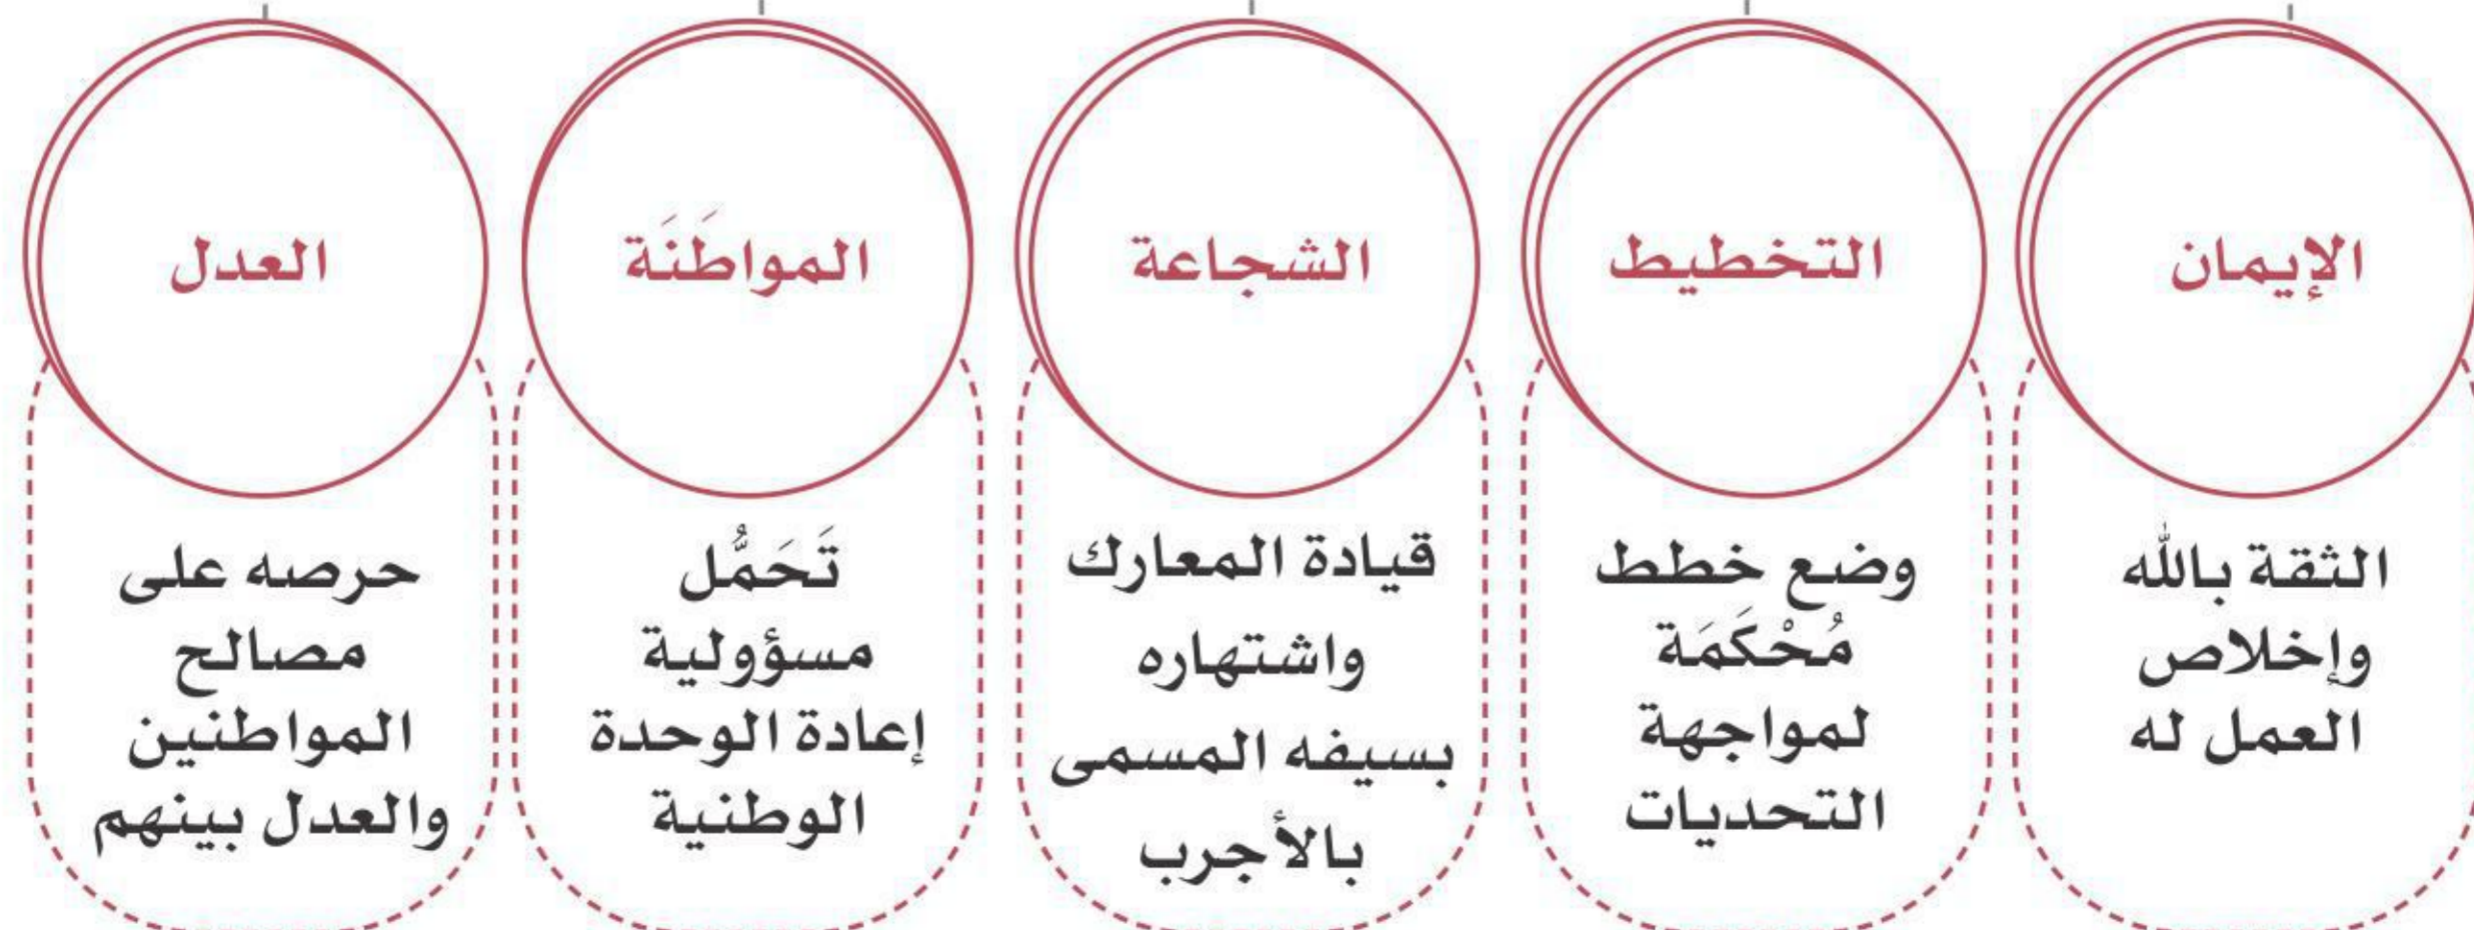 الإيمان
الثقة بالله
وإخلاص
العمل له
التخطيط
وضع خطط
مُحْكَمَة
لمواجهة
التحديات
الشجاعة
قيادة المعارك
واشتهاره
بسيفه المسمى
بالأجرب
المواطَنَة
تَحَمُّل
مسؤولية
إعادة الوحدة
الوطنية
العدل
حرصه على
مصالح
المواطنين
والعدل بينهم